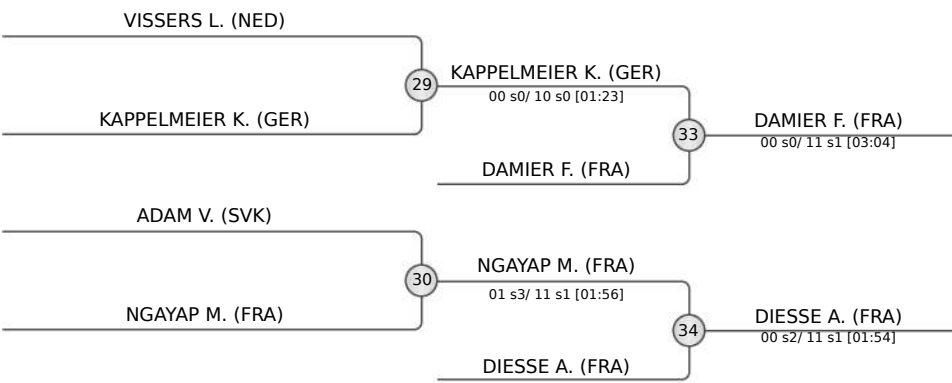 VISSERS L. (NED)
29
KAPPELMEIER K. (GER)
00 s0/ 10 s0 [01:23]
KAPPELMEIER K. (GER)
33
DAMIER F. (FRA)
00 s0/ 11 s1 [03:04]
DAMIER F. (FRA)
ADAM V. (SVK)
30
NGAYAP M. (FRA)
01 s3/ 11 s1 [01:56]
NGAYAP M. (FRA)
34
DIESSE A. (FRA)
00 s2/ 11 s1 [01:54]
DIESSE A. (FRA)